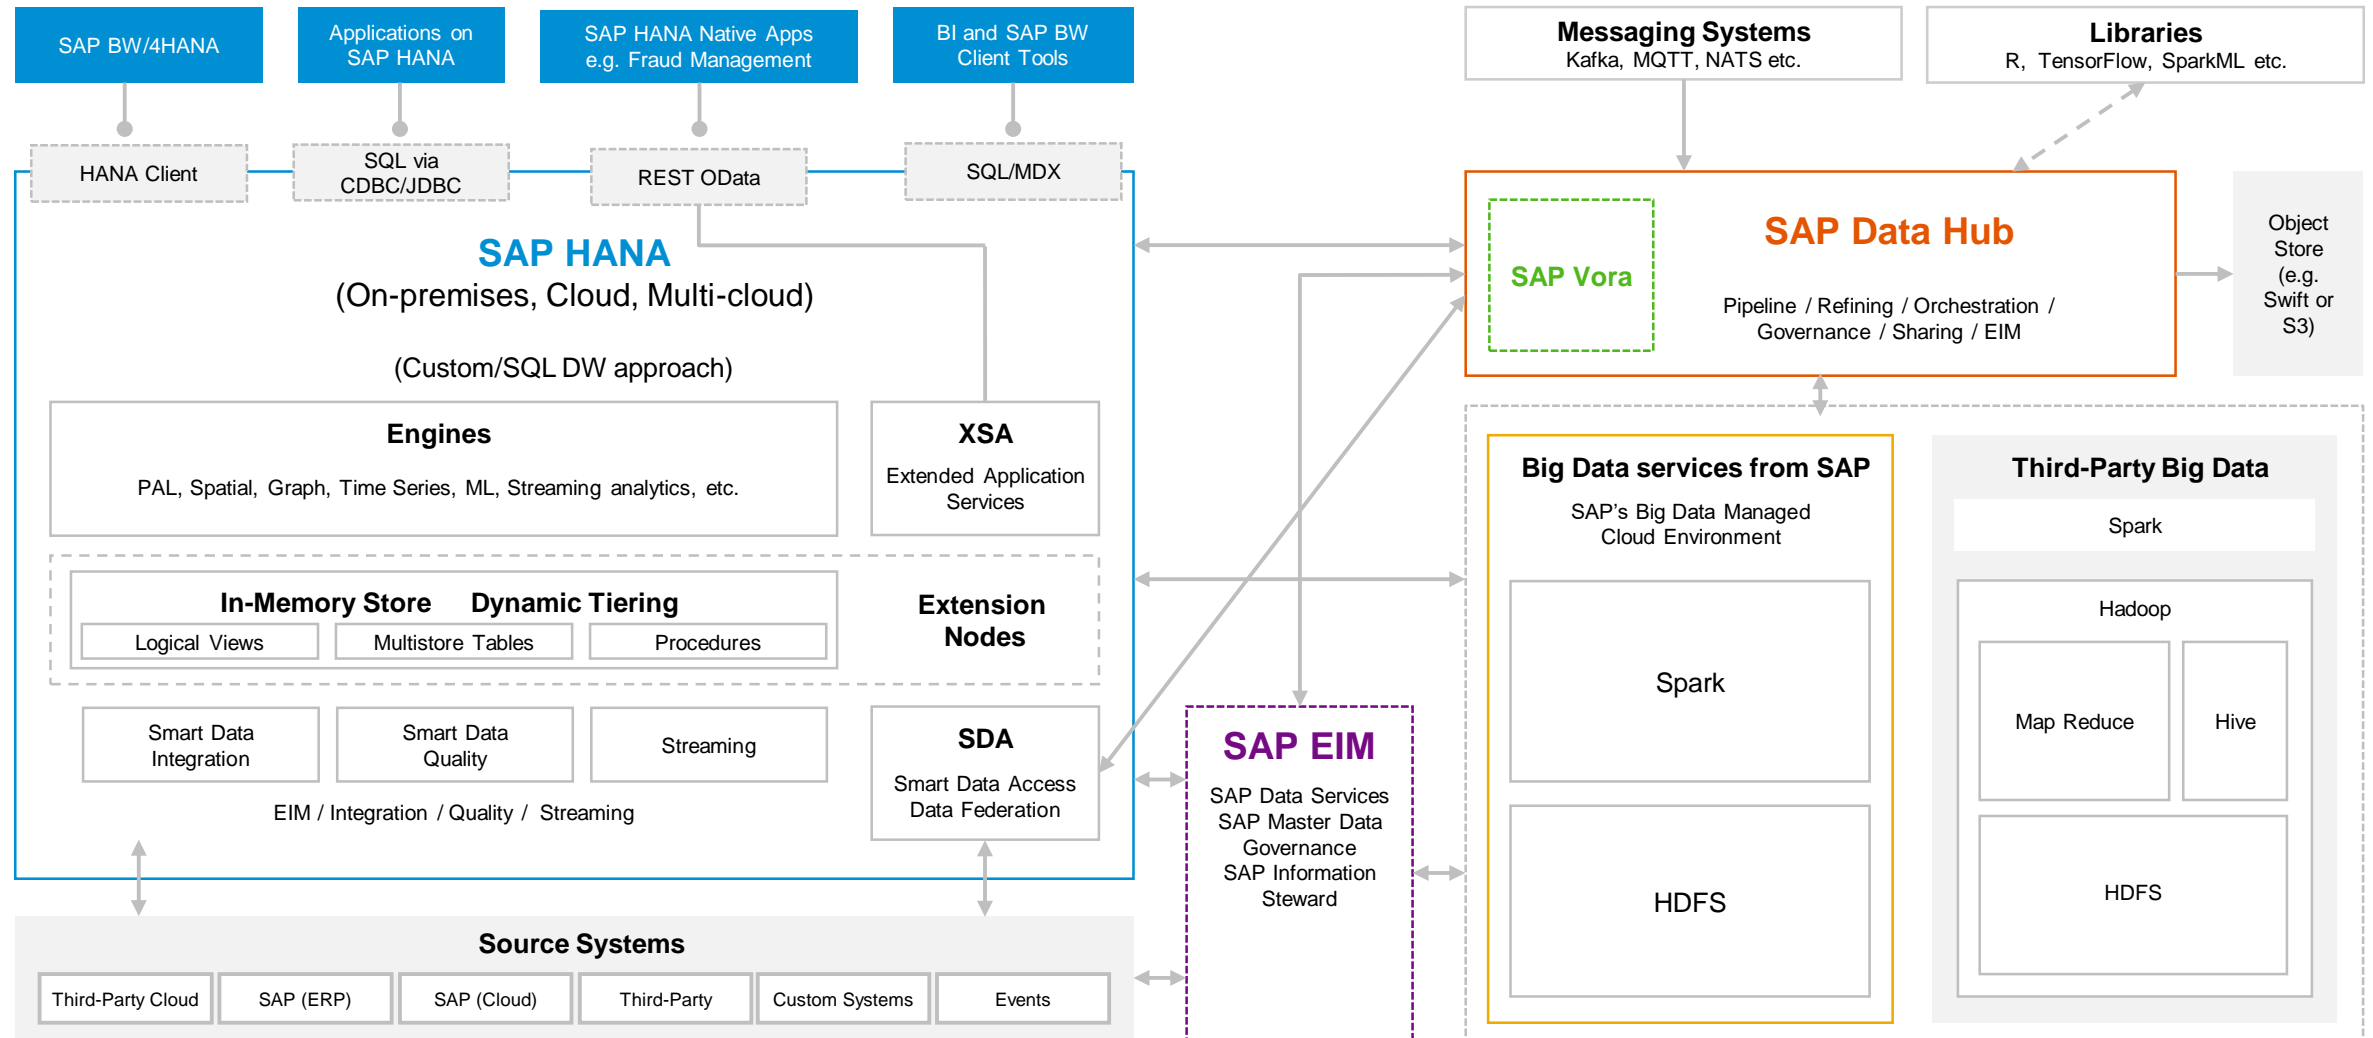 SAP BW/4HANA
Applications on
SAP HANA
SAP HANA Native Apps
e.g. Fraud Management
BI and SAP BW
Client Tools
Messaging Systems
Kafka, MQTT, NATS etc.
Libraries
R, TensorFlow, SparkML etc.
HANA Client
SQL via
CDBC/JDBC
REST OData
SQL/MDX
SAP HANA
(On-premises, Cloud, Multi-cloud)
(Custom/SQL DW approach)
Engines
PAL, Spatial, Graph, Time Series, ML, Streaming analytics, etc.
XSA
Extended Application
Services
In-Memory Store
Dynamic Tiering
Logical Views
Multistore Tables
Procedures
Extension
Nodes
Smart Data
Integration
Smart Data
Quality
Streaming
EIM / Integration / Quality / Streaming
SDA
Smart Data Access
Data Federation
Source Systems
Third-Party Cloud
SAP (ERP)
SAP (Cloud)
Third-Party
Custom Systems
Events
SAP EIM
SAP Data Services
SAP Master Data
Governance
SAP Information
Steward
SAP Vora
SAP Data Hub
Pipeline / Refining / Orchestration /
Governance / Sharing / EIM
Object
Store
(e.g.
Swift or
S3)
Big Data services from SAP
SAP’s Big Data Managed
Cloud Environment
Spark
HDFS
Third-Party Big Data
Spark
Hadoop
Map Reduce
Hive
HDFS